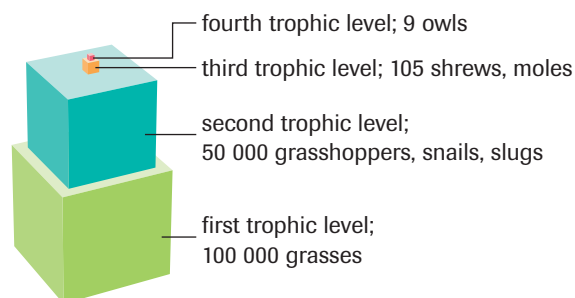 fourth trophic level; 9 owls
third trophic level; 105 shrews, moles
second trophic level;
50 000 grasshoppers, snails, slugs
first trophic level;
100 000 grasses